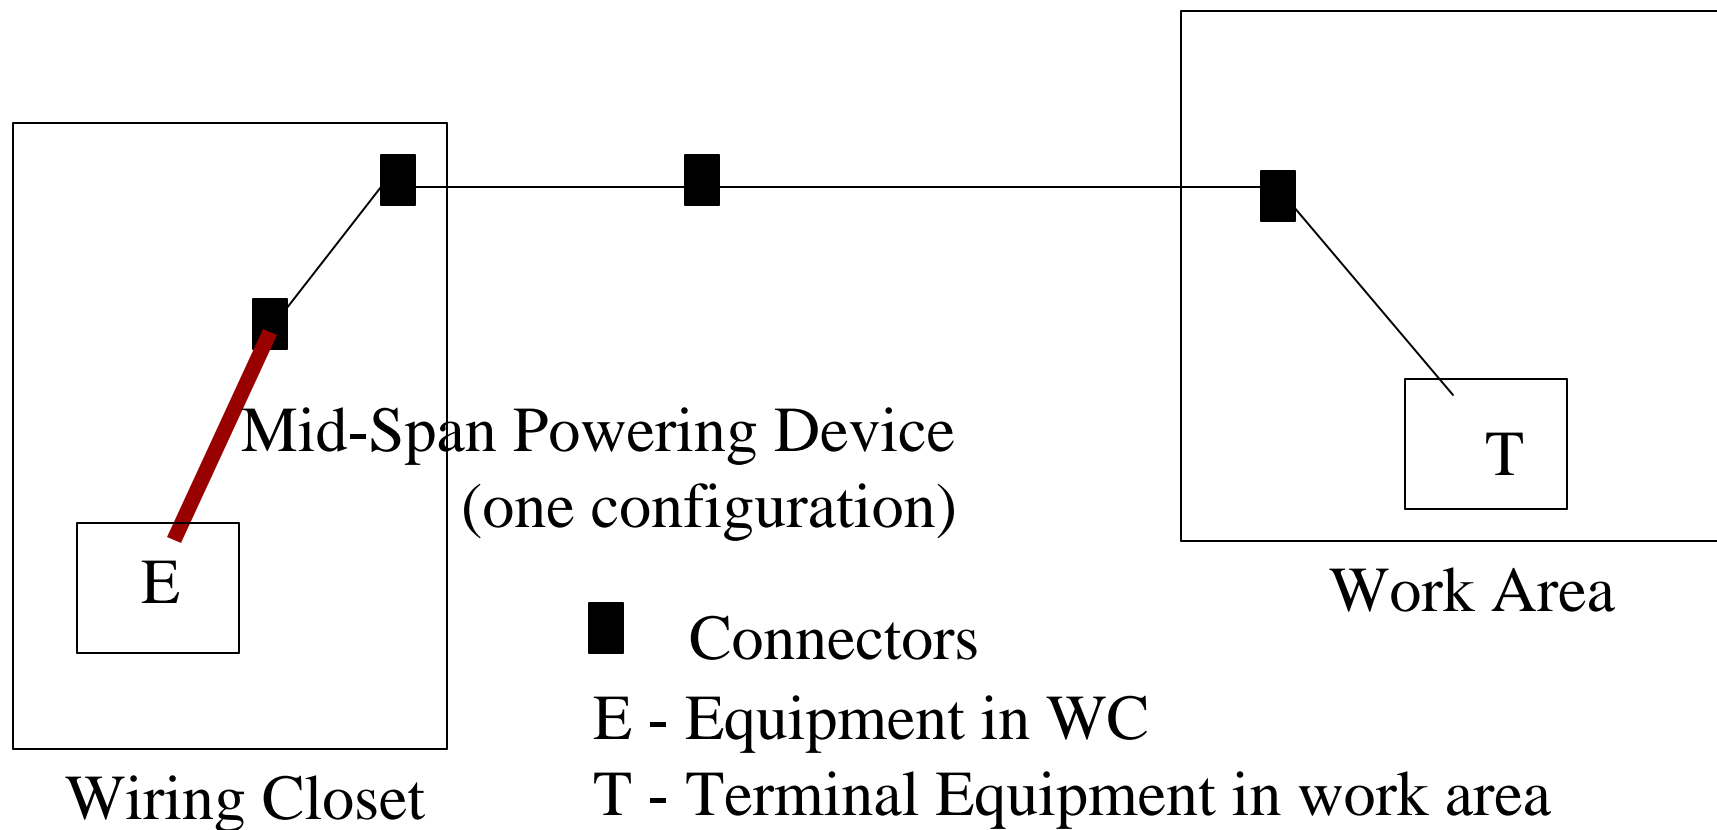 Mid-Span Powering Device
(one configuration)
T
E
Work Area
Connectors
E - Equipment in WC
T - Terminal Equipment in work area
Wiring Closet